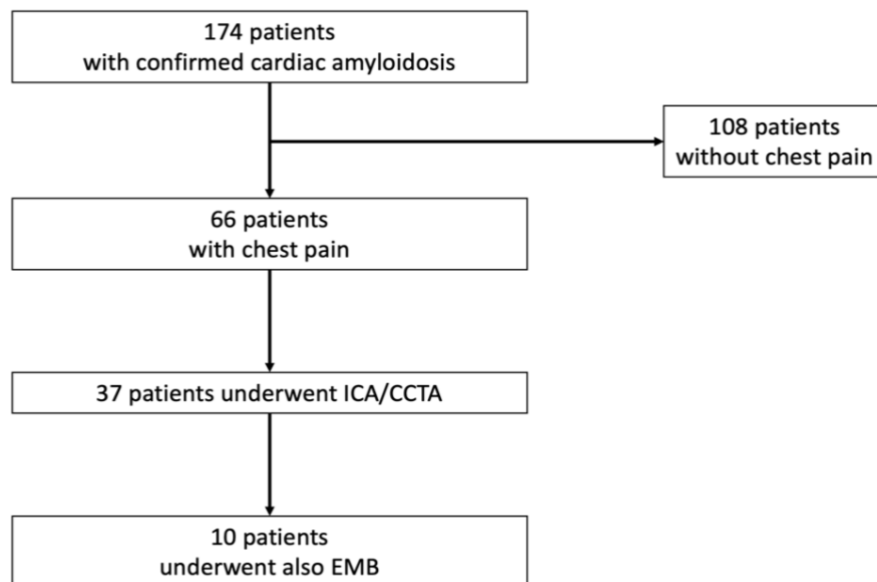 174 patients
with confirmed cardiac amyloidosis
108 patients
without chest pain
66 patients
with chest pain
37 patients underwent ICA/CCTA
10 patients
underwent also EMB